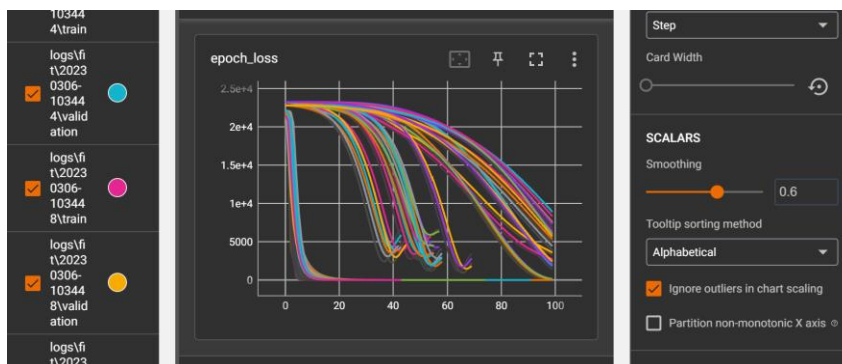 10344
4\train
logs\fi
t\2023
0306-
10344
4\valid
ation
logs\fi
t\2023
0306-
10344
8\train
logs\fi
t\2023
0306-
10344
8\valid
ation
logs\fi
t\2023
epoch_loss
2.5e+4
2e+4
1.5e+4
1e+4
5000
0
0 20 40 60 80 100
Step
Card Width
SCALARS
Smoothing
0.6
Tooltip sorting method
Alphabetical
Ignore outliers in chart scaling
Partition non-monotonic X axis